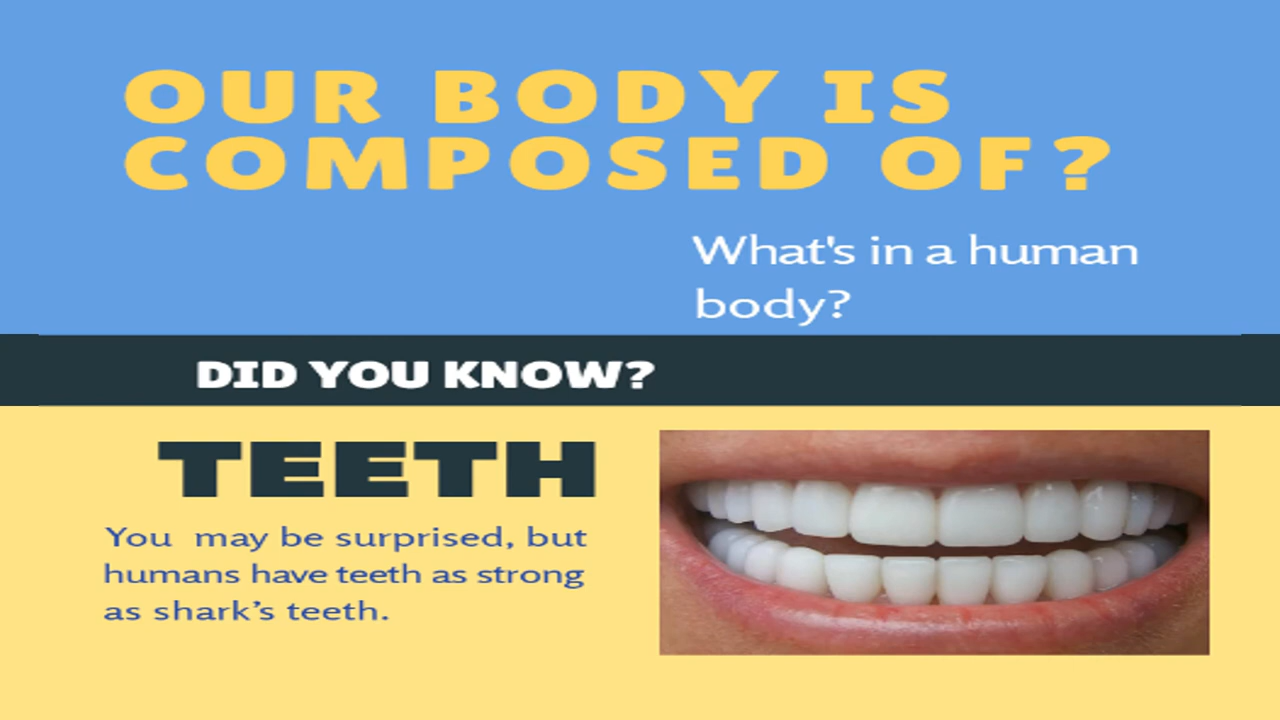 OUR BODY IS
COMPOSED OF?
What's in a human
body?
DID YOU KNOW?
TEETH
You may be surprised, but
humans have teeth as strong
as shark’s teeth.